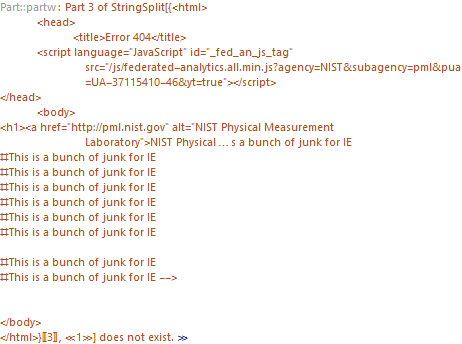 Part::partw: Part 3 of StringSplit[{<html>
<head>
<title>Error 404</title>
<script language="JavaScript" id="_fed_an_js_tag"
src="/js/federated-analytics.all.min.js?agency=NIST&subagency=pml&pua
=UA-37115410-46&yt=true"></script>
</head>
<body>
<h1><a href="http://pml.nist.gov" alt="NIST Physical Measurement
Laboratory">NIST Physical ... s a bunch of junk for IE
‡‡This is a bunch of junk for IE
‡‡This is a bunch of junk for IE
‡‡This is a bunch of junk for IE
‡‡This is a bunch of junk for IE
‡‡This is a bunch of junk for IE
‡‡This is a bunch of junk for IE
‡‡This is a bunch of junk for IE
‡‡This is a bunch of junk for IE -->
</body>
</html>}⟦3⟧, ≪1≫] does not exist. ≫